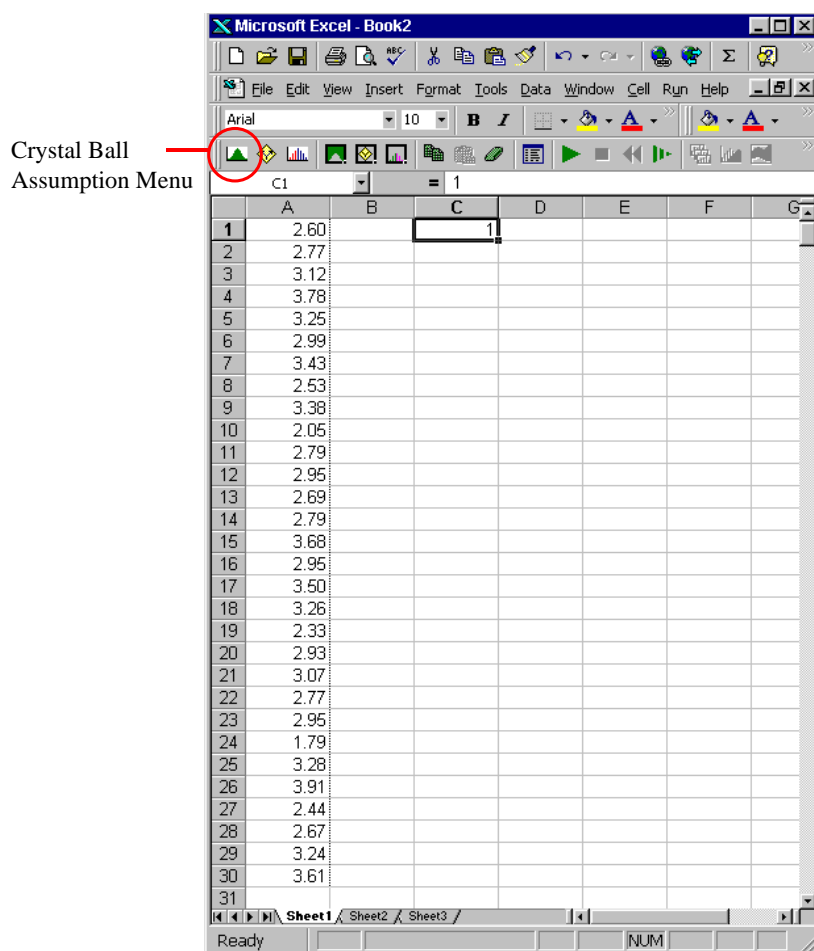 Microsoft Excel - Book2
ABC
Σ
File Edit View Insert Format Tools Data Window Cell Run Help
Arial 10 B I A A
Crystal Ball
Assumption Menu
C1 = 1
A B C D E F G
1 2.60 1
2 2.77
3 3.12
4 3.78
5 3.25
6 2.99
7 3.43
8 2.53
9 3.38
10 2.05
11 2.79
12 2.95
13 2.69
14 2.79
15 3.68
16 2.95
17 3.50
18 3.26
19 2.33
20 2.93
21 3.07
22 2.77
23 2.95
24 1.79
25 3.28
26 3.91
27 2.44
28 2.67
29 3.24
30 3.61
31
Sheet1 Sheet2 Sheet3
Ready NUM